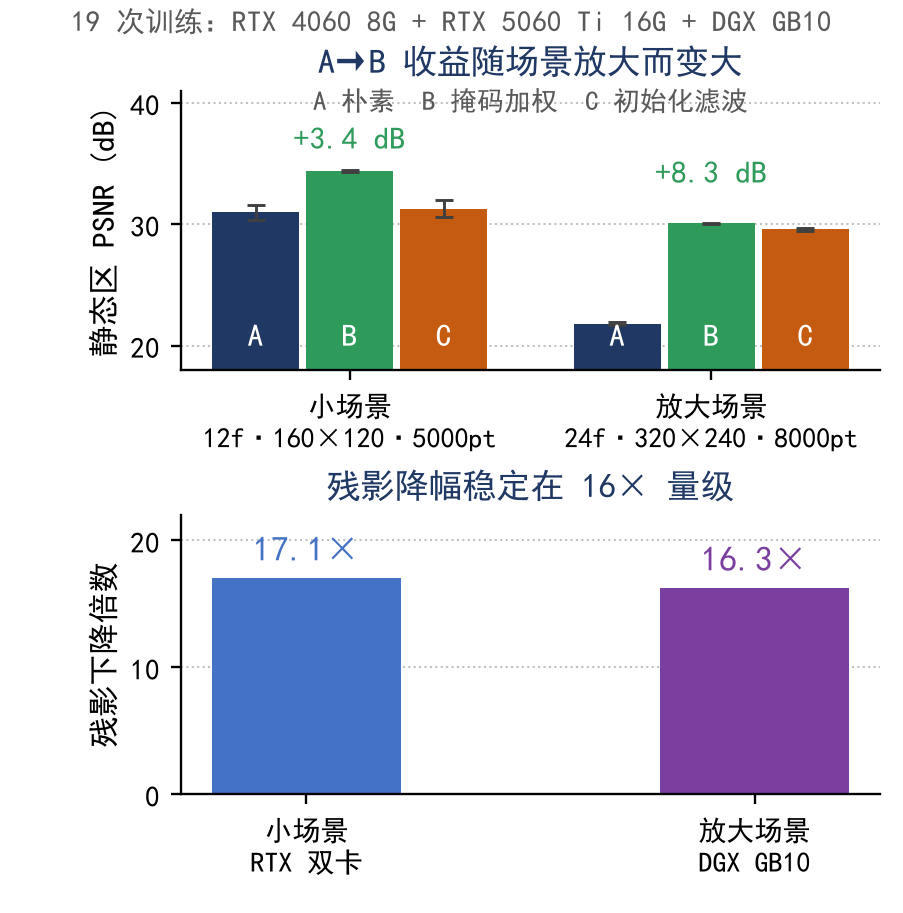 19 次训练：RTX 4060 8G + RTX 5060 Ti 16G + DGX GB10
A→B 收益随场景放大而变大
A 朴素 B 掩码加权 C 初始化滤波
静态区 PSNR (dB)
40
30
20
+3.4 dB
+8.3 dB
A
B
C
A
B
C
小场景
12f·160×120·5000pt
放大场景
24f·320×240·8000pt
残影降幅稳定在 16× 量级
残影下降倍数
20
10
0
17.1×
16.3×
小场景
RTX 双卡
放大场景
DGX GB10